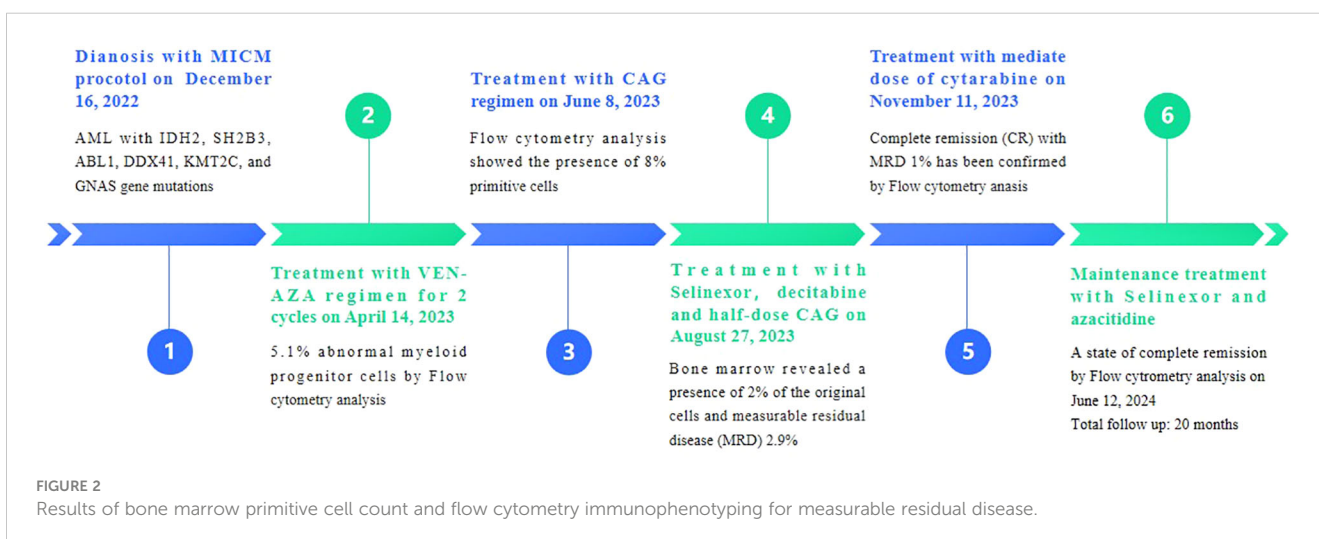 Dianosis with MICM
procotol on December
16, 2022
AML with IDH2, SH2B3,
ABL1, DDX41, KMT2C, and
GNAS gene mutations
1
2
Treatment with VEN-
AZA regimen for 2
cycles on April 14, 2023
5.1% abnormal myeloid
progenitor cells by Flow
cytometry analysis
Treatment with CAG
regimen on June 8, 2023
Flow cytometry analysis
showed the presence of 8%
primitive cells
3
4
Treatment with
Selinexor, decitabine
and half-dose CAG on
August 27, 2023
Bone marrow revealed a
presence of 2% of the original
cells and measurable residual
disease (MRD) 2.9%
Treatment with mediate
dose of cytarabine on
November 11, 2023
Complete remission (CR) with
MRD 1% has been confirmed
by Flow cytometry anasis
5
6
Maintenance treatment
with Selinexor and
azacitidine
A state of complete remission
by Flow cytrometry analysis on
June 12, 2024
Total follow up: 20 months
FIGURE 2
Results of bone marrow primitive cell count and flow cytometry immunophenotyping for measurable residual disease.